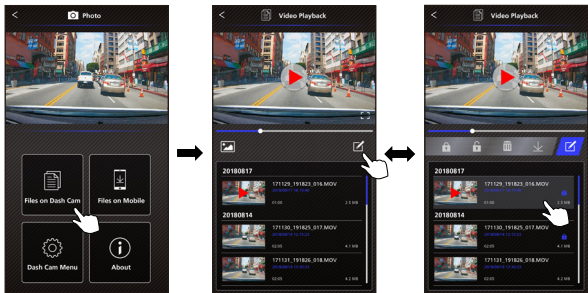 Photo
Files on Dash Cam
Files on Mobile
Dash Cam Menu
About
Video Playback
20180817
171129_191823_016.MOV
01:00
2.5 MB
20180814
171130_191825_017.MOV
02:05
4.1 MB
171131_191826_018.MOV
02:05
4.2 MB
Video Playback
20180817
171129_191823_016.MOV
01:00
2.5 MB
20180814
171130_191825_017.MOV
02:05
4.1 MB
171131_191826_018.MOV
02:05
4.2 MB